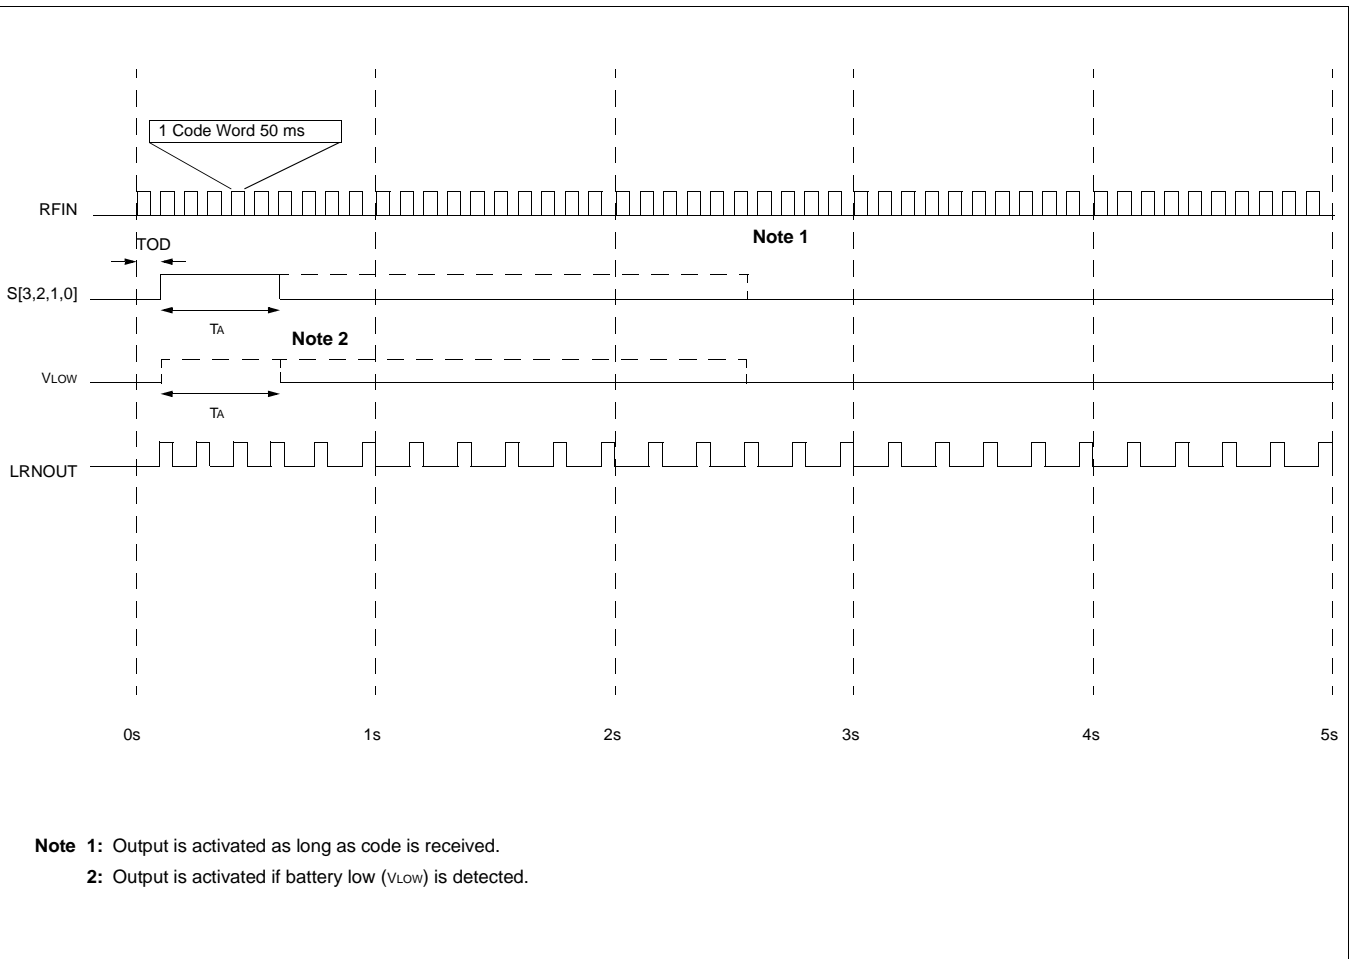 1 Code Word 50 ms
RFIN
Note 1
TOD
S[3,2,1,0]
TA
Note 2
VLOW
TA
LRNOUT
0s 1s 2s 3s 4s 5s
Note 1: Output is activated as long as code is received.
2: Output is activated if battery low (VLOW) is detected.